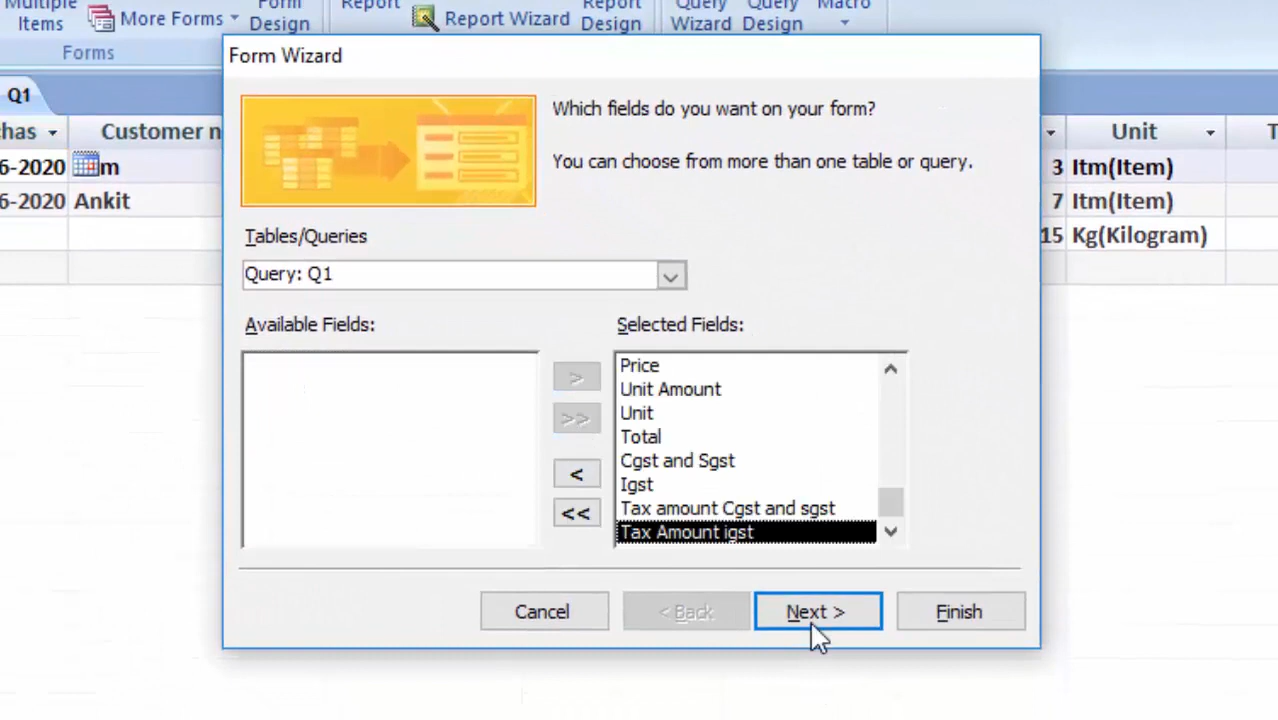 Multiple
Items
More Forms
Form
Design
Report
Report Wizard
Report
Design
Query
Wizard
Query
Design
Macro
Forms
Form Wizard
Q1
Which fields do you want on your form?
You can choose from more than one table or query.
chas
Customer n
Unit
T
6-2020
m
3
Itm(Item)
6-2020
Ankit
7
Itm(Item)
15
Kg(Kilogram)
Tables/Queries
Query: Q1
Available Fields:
Selected Fields:
Price
Unit Amount
Unit
Total
Cgst and Sgst
Igst
Tax amount Cgst and sgst
Tax Amount igst
>
>>
<
<<
Cancel
< Back
Next >
Finish